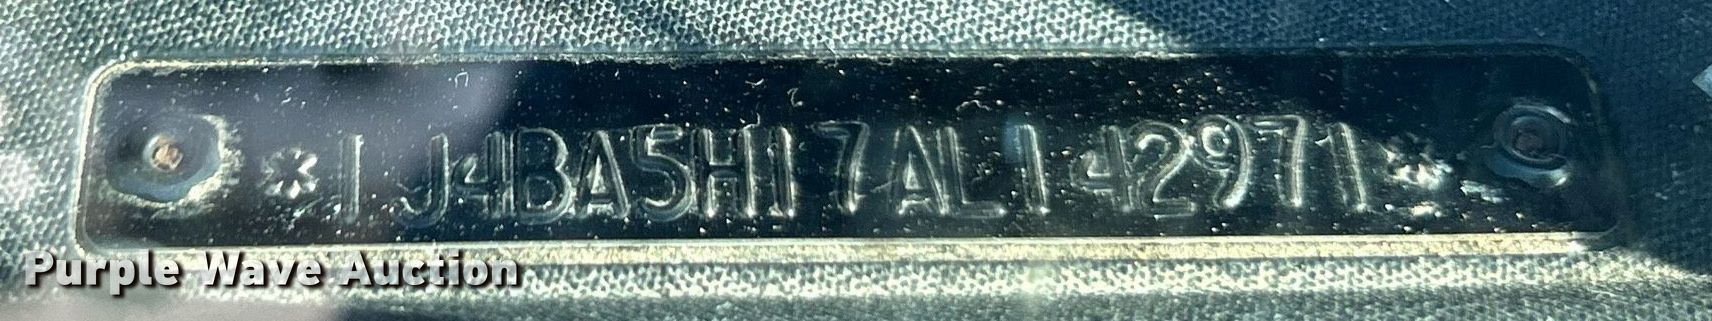 *1J4BA5H17AL142971*
Purple Wave Auction